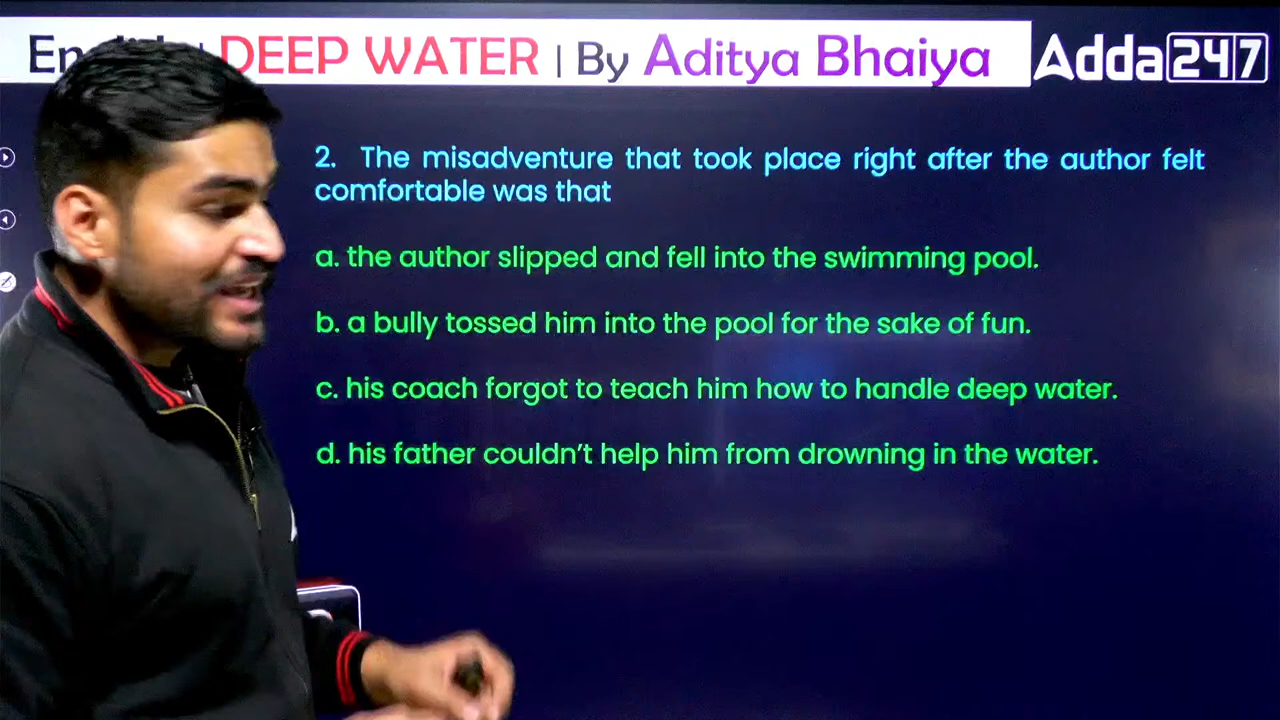 DEEP WATER | By Aditya Bhaiya
Adda247
2. The misadventure that took place right after the author felt
comfortable was that
a. the author slipped and fell into the swimming pool.
b. a bully tossed him into the pool for the sake of fun.
c. his coach forgot to teach him how to handle deep water.
d. his father couldn't help him from drowning in the water.